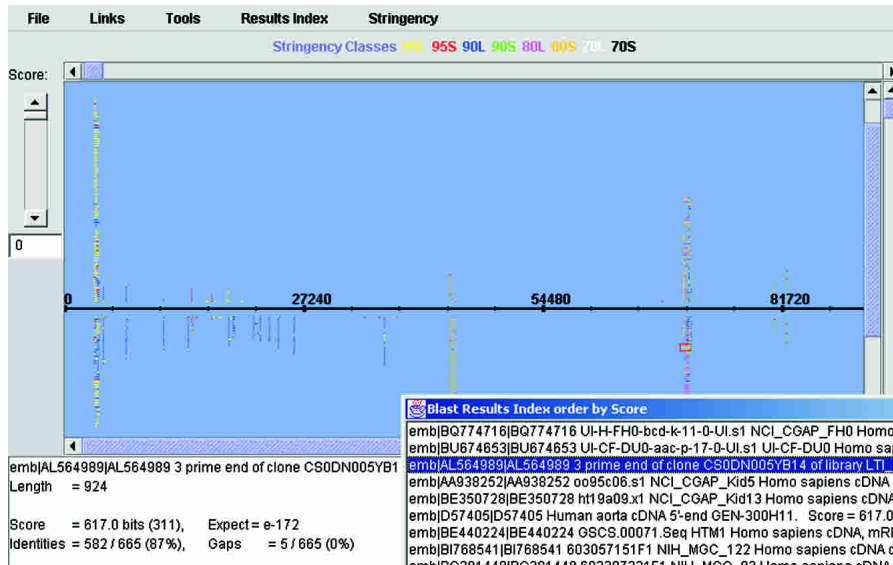 File Links Tools Results Index Stringency
Stringency Classes 95L 95S 90L 90S 80L 80S 70L 70S
Score:
0
0 27240 54480 81720
Blast Results Index order by Score
emb|BQ774716|BQ774716 UI-H-FH0-bcd-k-11-0-UI.s1 NCI_CGAP_FH0 Homo
emb|BU674653|BU674653 UI-CF-DU0-aac-p-17-0-UI.s1 UI-CF-DU0 Homo sa
emb|AL564989|AL564989 3 prime end of clone CS0DN005YB14 of library LTI
emb|AA938252|AA938252 oo95c06.s1 NCI_CGAP_Kid5 Homo sapiens cDNA
emb|BE350728|BE350728 ht19a09.x1 NCI_CGAP_Kid13 Homo sapiens cDNA
emb|D57405|D57405 Human aorta cDNA 5'-end GEN-300H11. Score = 617.0
emb|BE440224|BE440224 GSCS.00071.Seq HTM1 Homo sapiens cDNA, mR
emb|BI768541|BI768541 603057151F1 NIH_MGC_122 Homo sapiens cDNA
emb|AL564989|AL564989 3 prime end of clone CS0DN005YB1
Length = 924
Score = 617.0 bits (311), Expect = e-172
Identities = 582 / 665 (87%), Gaps = 5 / 665 (0%)